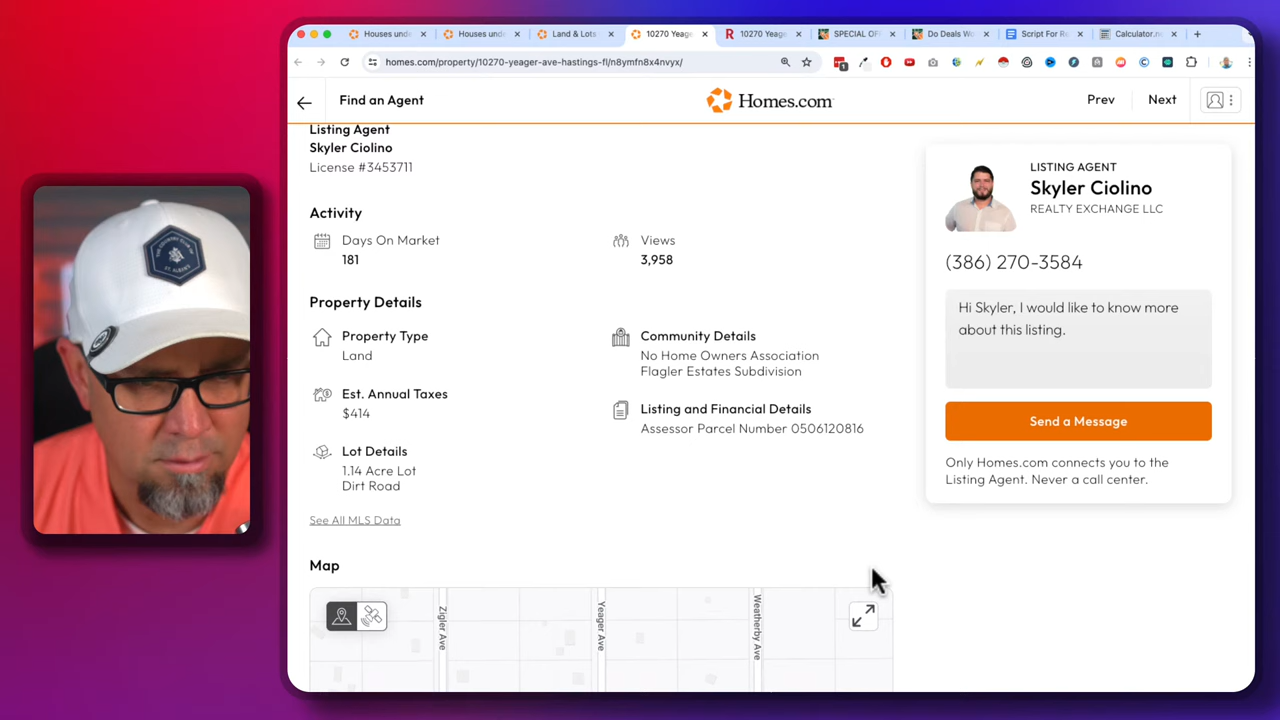 Houses unde
Houses unde
Land & Lots
10270 Yeage
10270 Yeage
SPECIAL OF
Do Deals Wo
Script For R
Calculator.ne
homes.com/property/10270-yeager-ave-hastings-fl/n8ymfn8x4nvyx/
Find an Agent
Homes.com
Prev
Next
Listing Agent
Skyler Ciolino
License #3453711
Activity
Days On Market
181
Views
3,958
Property Details
Property Type
Land
Est. Annual Taxes
$414
Lot Details
1.14 Acre Lot
Dirt Road
Community Details
No Home Owners Association
Flagler Estates Subdivision
Listing and Financial Details
Assessor Parcel Number 0506120816
See All MLS Data
Map
Zigler Ave
Yeager Ave
Weatherby Ave
LISTING AGENT
Skyler Ciolino
REALTY EXCHANGE LLC
(386) 270-3584
Hi Skyler, I would like to know more
about this listing.
Send a Message
Only Homes.com connects you to the
Listing Agent. Never a call center.